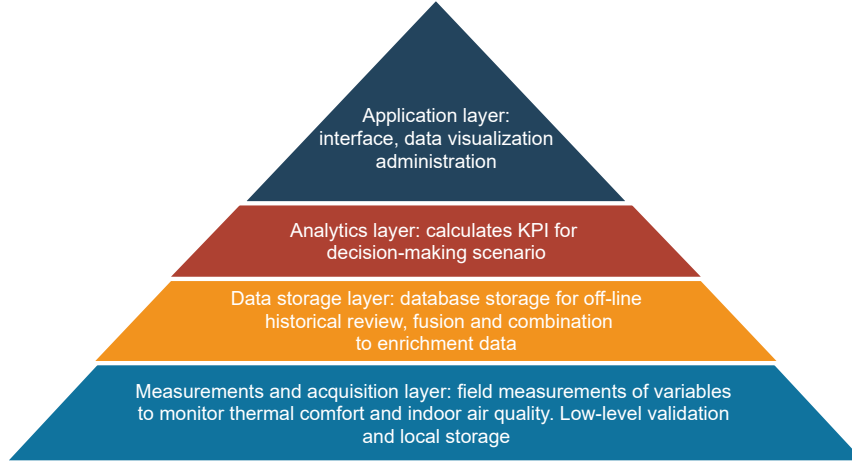 Application layer:
interface, data visualization
administration
Analytics layer: calculates KPI for
decision-making scenario
Data storage layer: database storage for off-line
historical review, fusion and combination
to enrichment data
Measurements and acquisition layer: field measurements of variables
to monitor thermal comfort and indoor air quality. Low-level validation
and local storage